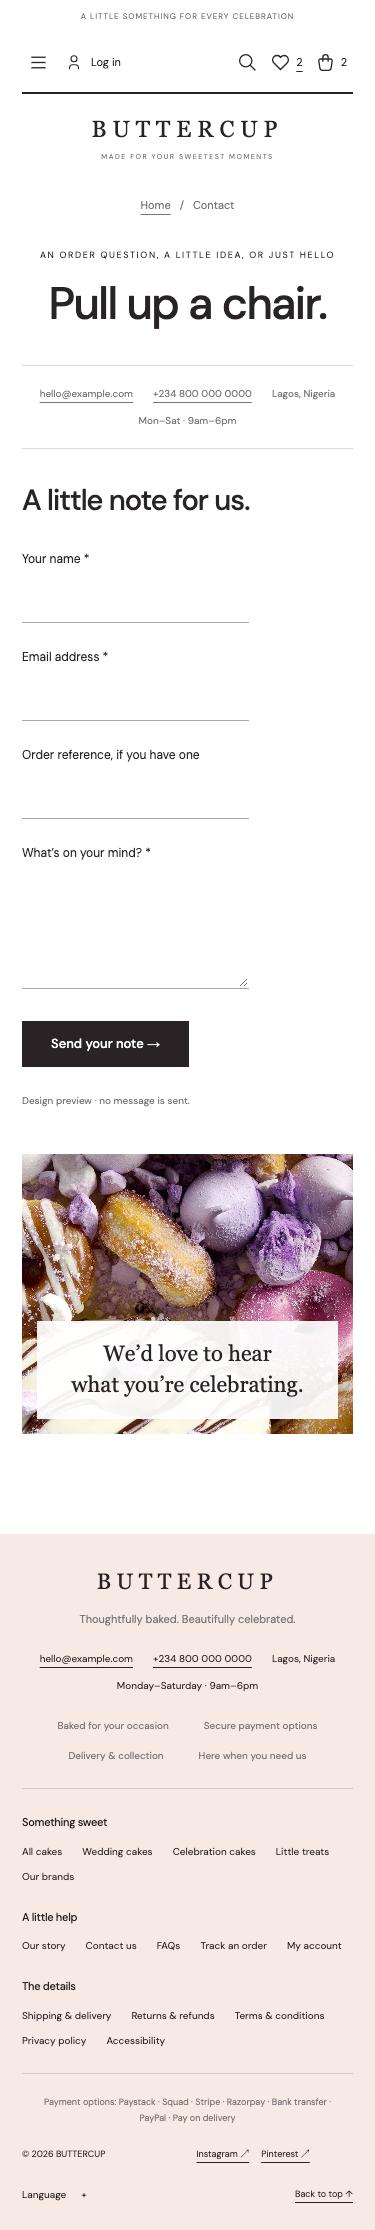 A LITTLE SOMETHING FOR EVERY CELEBRATION
Log in
2
2
BUTTERCUP
MADE FOR YOUR SWEETEST MOMENTS
Home / Contact
AN ORDER QUESTION, A LITTLE IDEA, OR JUST HELLO
Pull up a chair.
hello@example.com +234 800 000 0000 Lagos, Nigeria
Mon–Sat · 9am–6pm
A little note for us.
Your name *
Email address *
Order reference, if you have one
What’s on your mind? *
Send your note →
Design preview · no message is sent.
We’d love to hear
what you’re celebrating.
BUTTERCUP
Thoughtfully baked. Beautifully celebrated.
hello@example.com +234 800 000 0000 Lagos, Nigeria
Monday–Saturday · 9am–6pm
Baked for your occasion Secure payment options
Delivery & collection Here when you need us
Something sweet
All cakes Wedding cakes Celebration cakes Little treats
Our brands
A little help
Our story Contact us FAQs Track an order My account
The details
Shipping & delivery Returns & refunds Terms & conditions
Privacy policy Accessibility
Payment options: Paystack · Squad · Stripe · Razorpay · Bank transfer ·
PayPal · Pay on delivery
© 2026 BUTTERCUP Instagram ↗ Pinterest ↗
Language + Back to top ↑